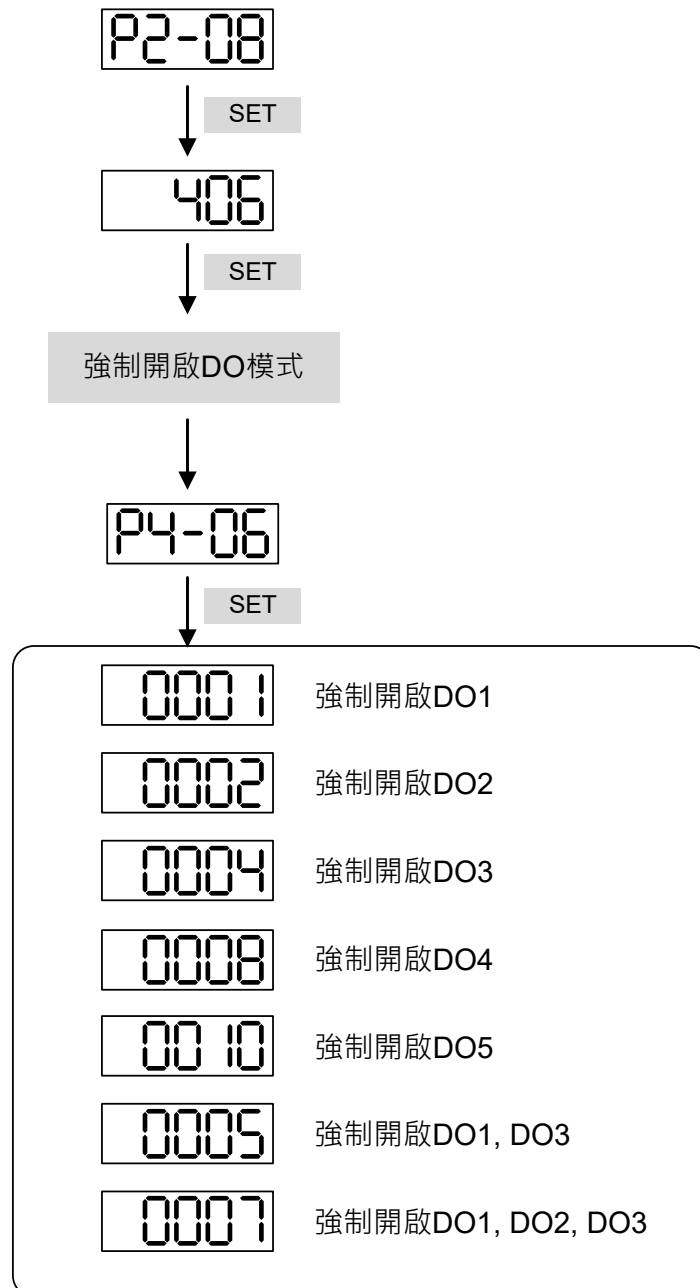 P2-08
SET
406
SET
強制開啟DO模式
P4-06
SET
0001 強制開啟DO1
0002 強制開啟DO2
0004 強制開啟DO3
0008 強制開啟DO4
0010 強制開啟DO5
0005 強制開啟DO1, DO3
0007 強制開啟DO1, DO2, DO3